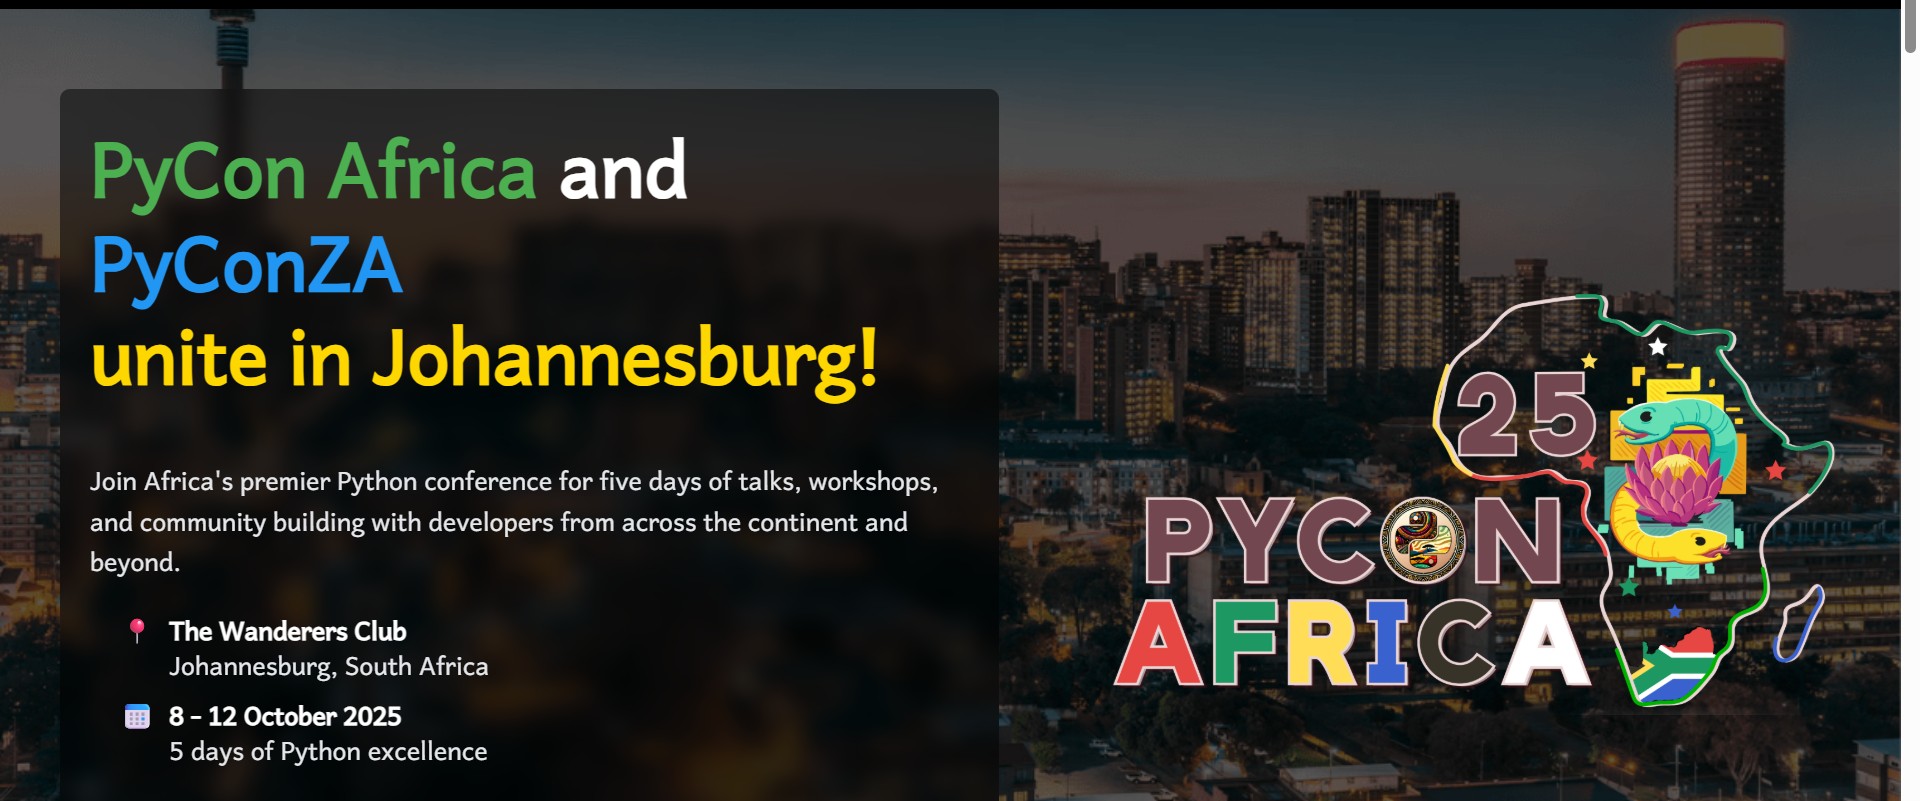 PyCon Africa and
PyConZA
unite in Johannesburg!
Join Africa's premier Python conference for five days of talks, workshops,
and community building with developers from across the continent and
beyond.
The Wanderers Club
Johannesburg, South Africa
8 – 12 October 2025
5 days of Python excellence
25
PYCON
AFRICA